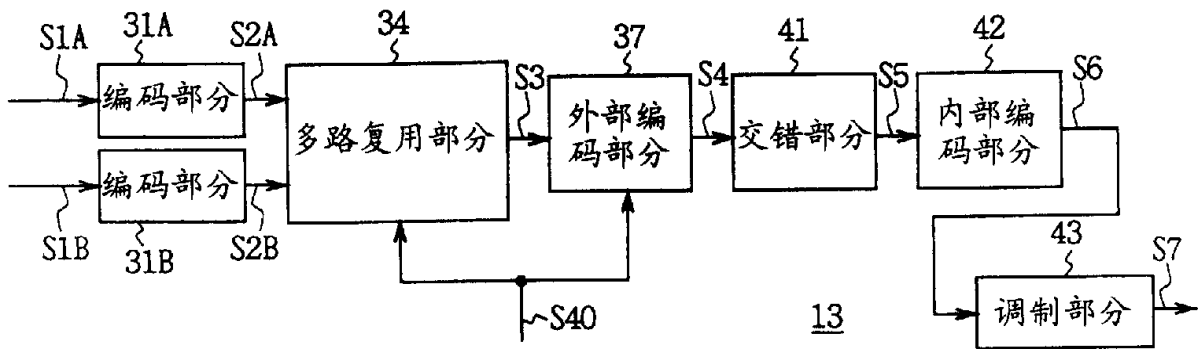 S1A
31A
S2A
34
S3
37
S4
41
S5
42
S6
编码部分
多路复用部分
外部编
码部分
交错部分
内部编
码部分
编码部分
S1B
31B
S2B
S40
13
43
S7
调制部分